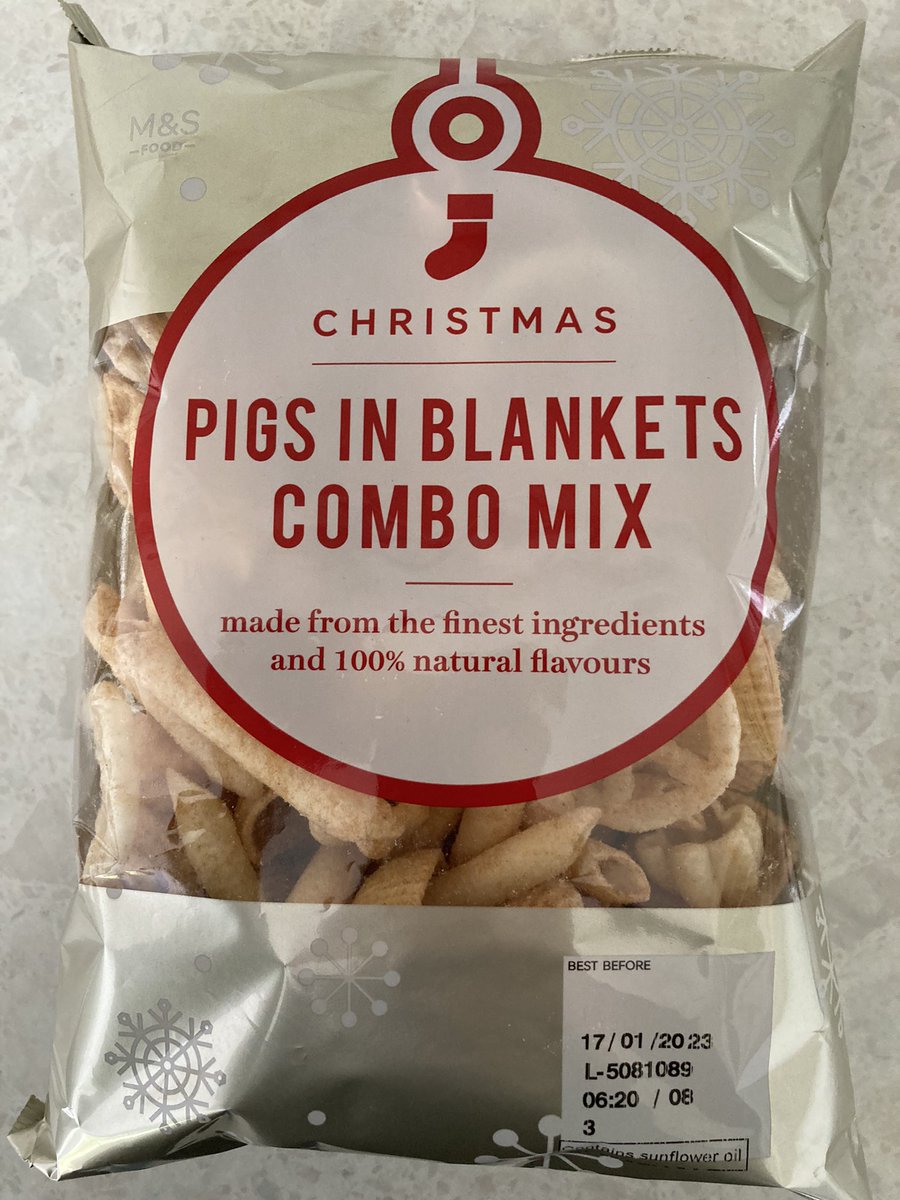 M&S
FOOD
CHRISTMAS
PIGS IN BLANKETS
COMBO MIX
made from the finest ingredients
and 100% natural flavours
BEST BEFORE
17/01/2023
L-5081089
06:20 / 08
3
Contains sunflower oil